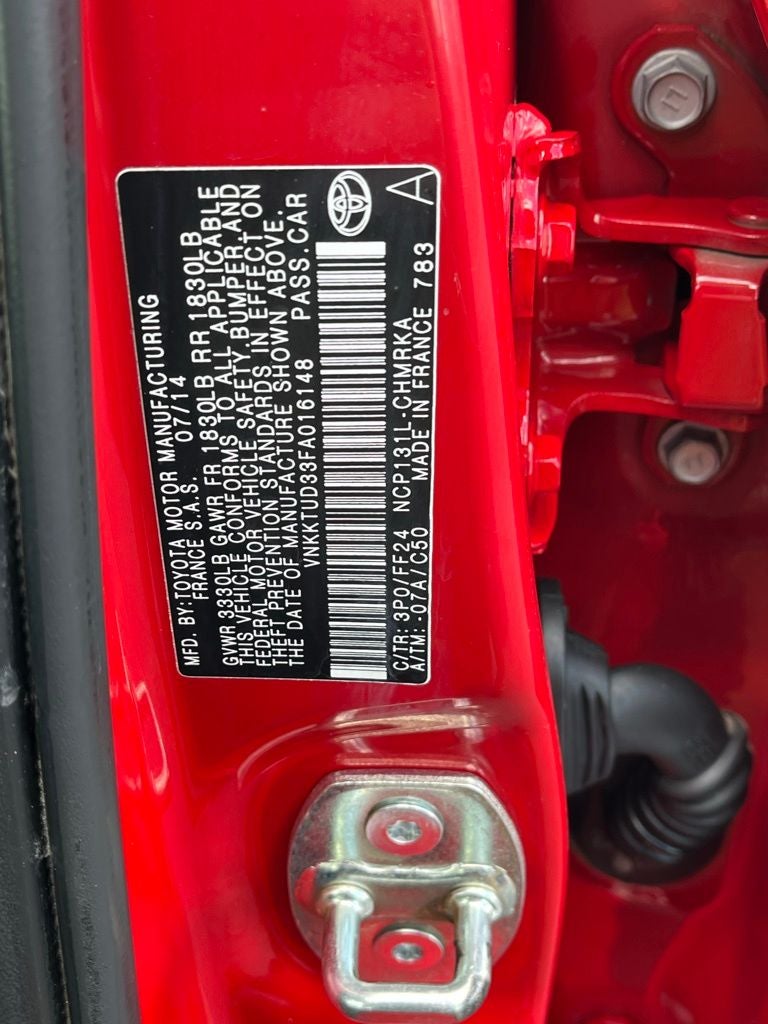 MFD. BY:TOYOTA MOTOR MANUFACTURING
FRANCE S.A.S. 07/14
GVWR 3330LB GAWR FR 1830LB RR 1830LB
THIS VEHICLE CONFORMS TO ALL APPLICABLE
FEDERAL MOTOR VEHICLE SAFETY,BUMPER,AND
THEFT PREVENTION STANDARDS IN EFFECT ON
THE DATE OF MANUFACTURE SHOWN ABOVE.
VNKKTUD33FA016148 PASS.CAR
C/TR: 3P0/FF24 NCP131L-CHMRKA A
A/TM: -07A/C50 MADE IN FRANCE 783